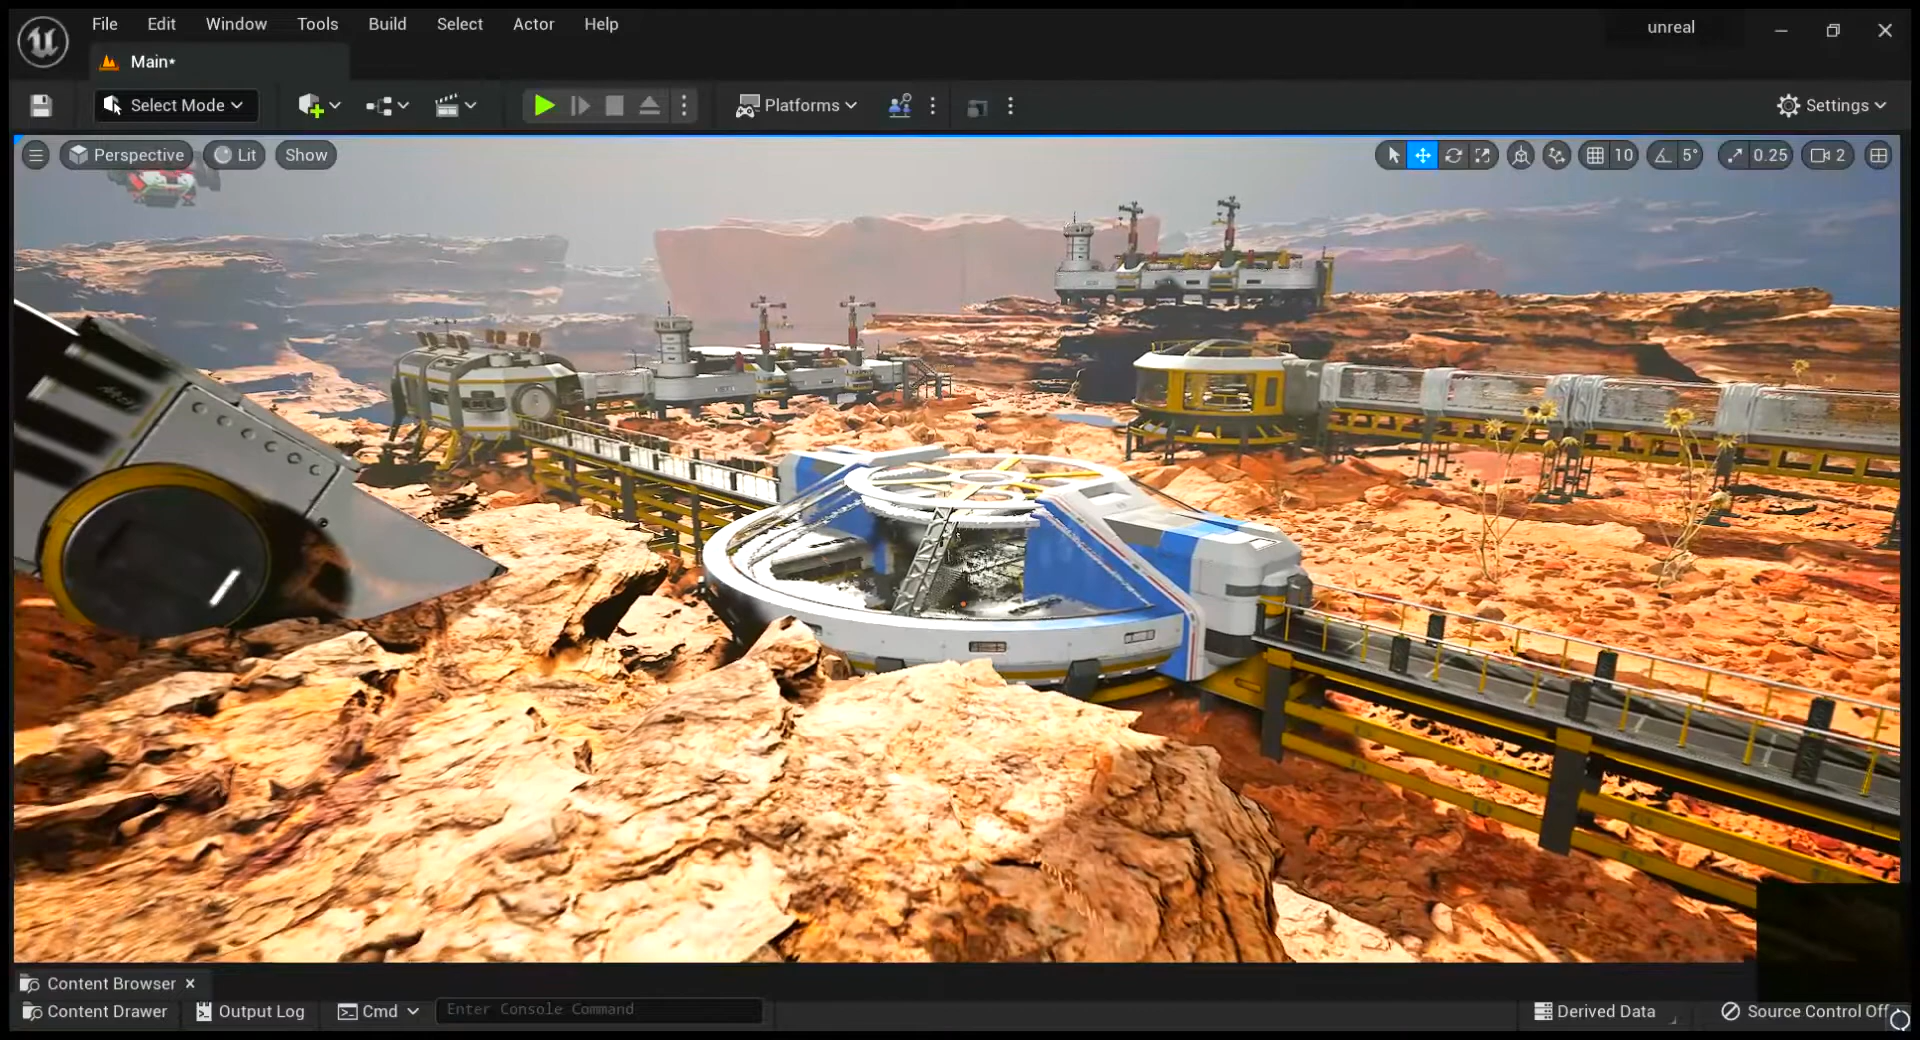 File Edit Window Tools Build Select Actor Help
unreal
Main*
Select Mode
Platforms
Settings
Perspective Lit Show
10 5° 0.25 2
Content Browser
Content Drawer Output Log Cmd Enter Console Command
Derived Data Source Control Off